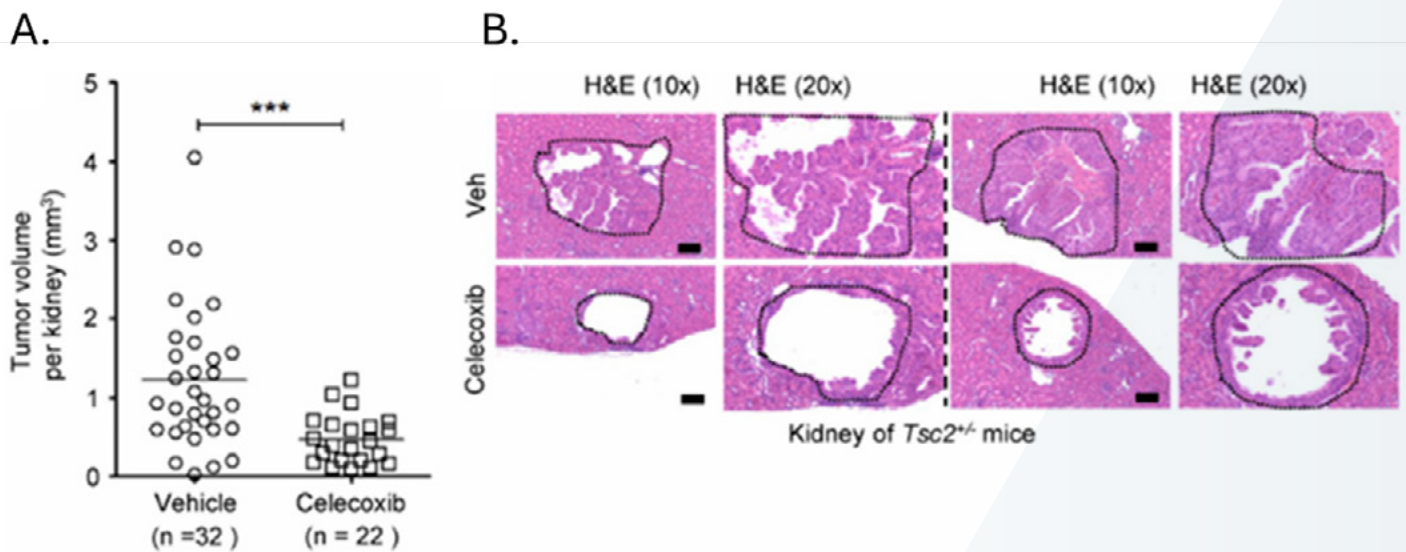 A.
B.
5
4
3
2
1
0
Tumor volume
per kidney (mm³)
***
Vehicle
(n =32 )
Celecoxib
(n = 22 )
H&E (10x)
H&E (20x)
H&E (10x)
H&E (20x)
Veh
Celecoxib
Kidney of Tsc2+/- mice